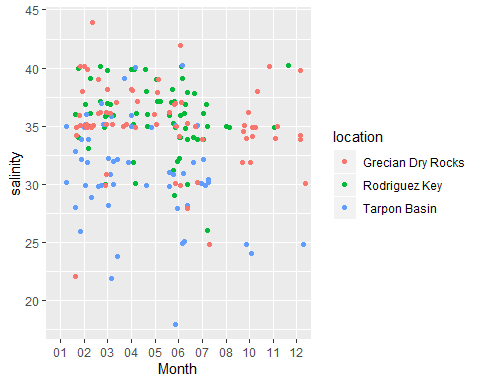 45
40
35
30
25
20
salinity
01 02 03 04 05 06 07 08 10 11 12
Month
location
Grecian Dry Rocks
Rodriguez Key
Tarpon Basin